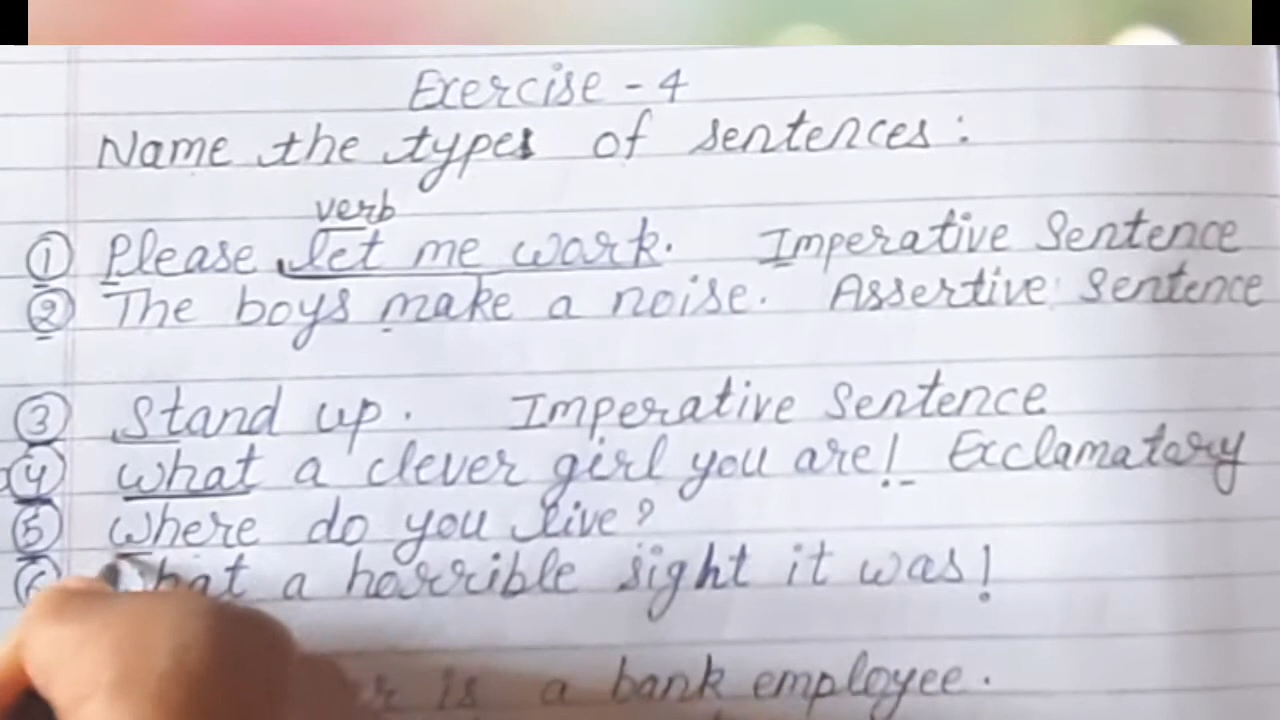 Exercise - 4
Name the types of sentences:
verb
① Please let me work. Imperative Sentence
② The boys make a noise. Assertive Sentence
③ Stand up. Imperative Sentence
④ What a clever girl you are! Exclamatory
⑤ Where do you live?
⑥ What a horrible sight it was!
is a bank employee.